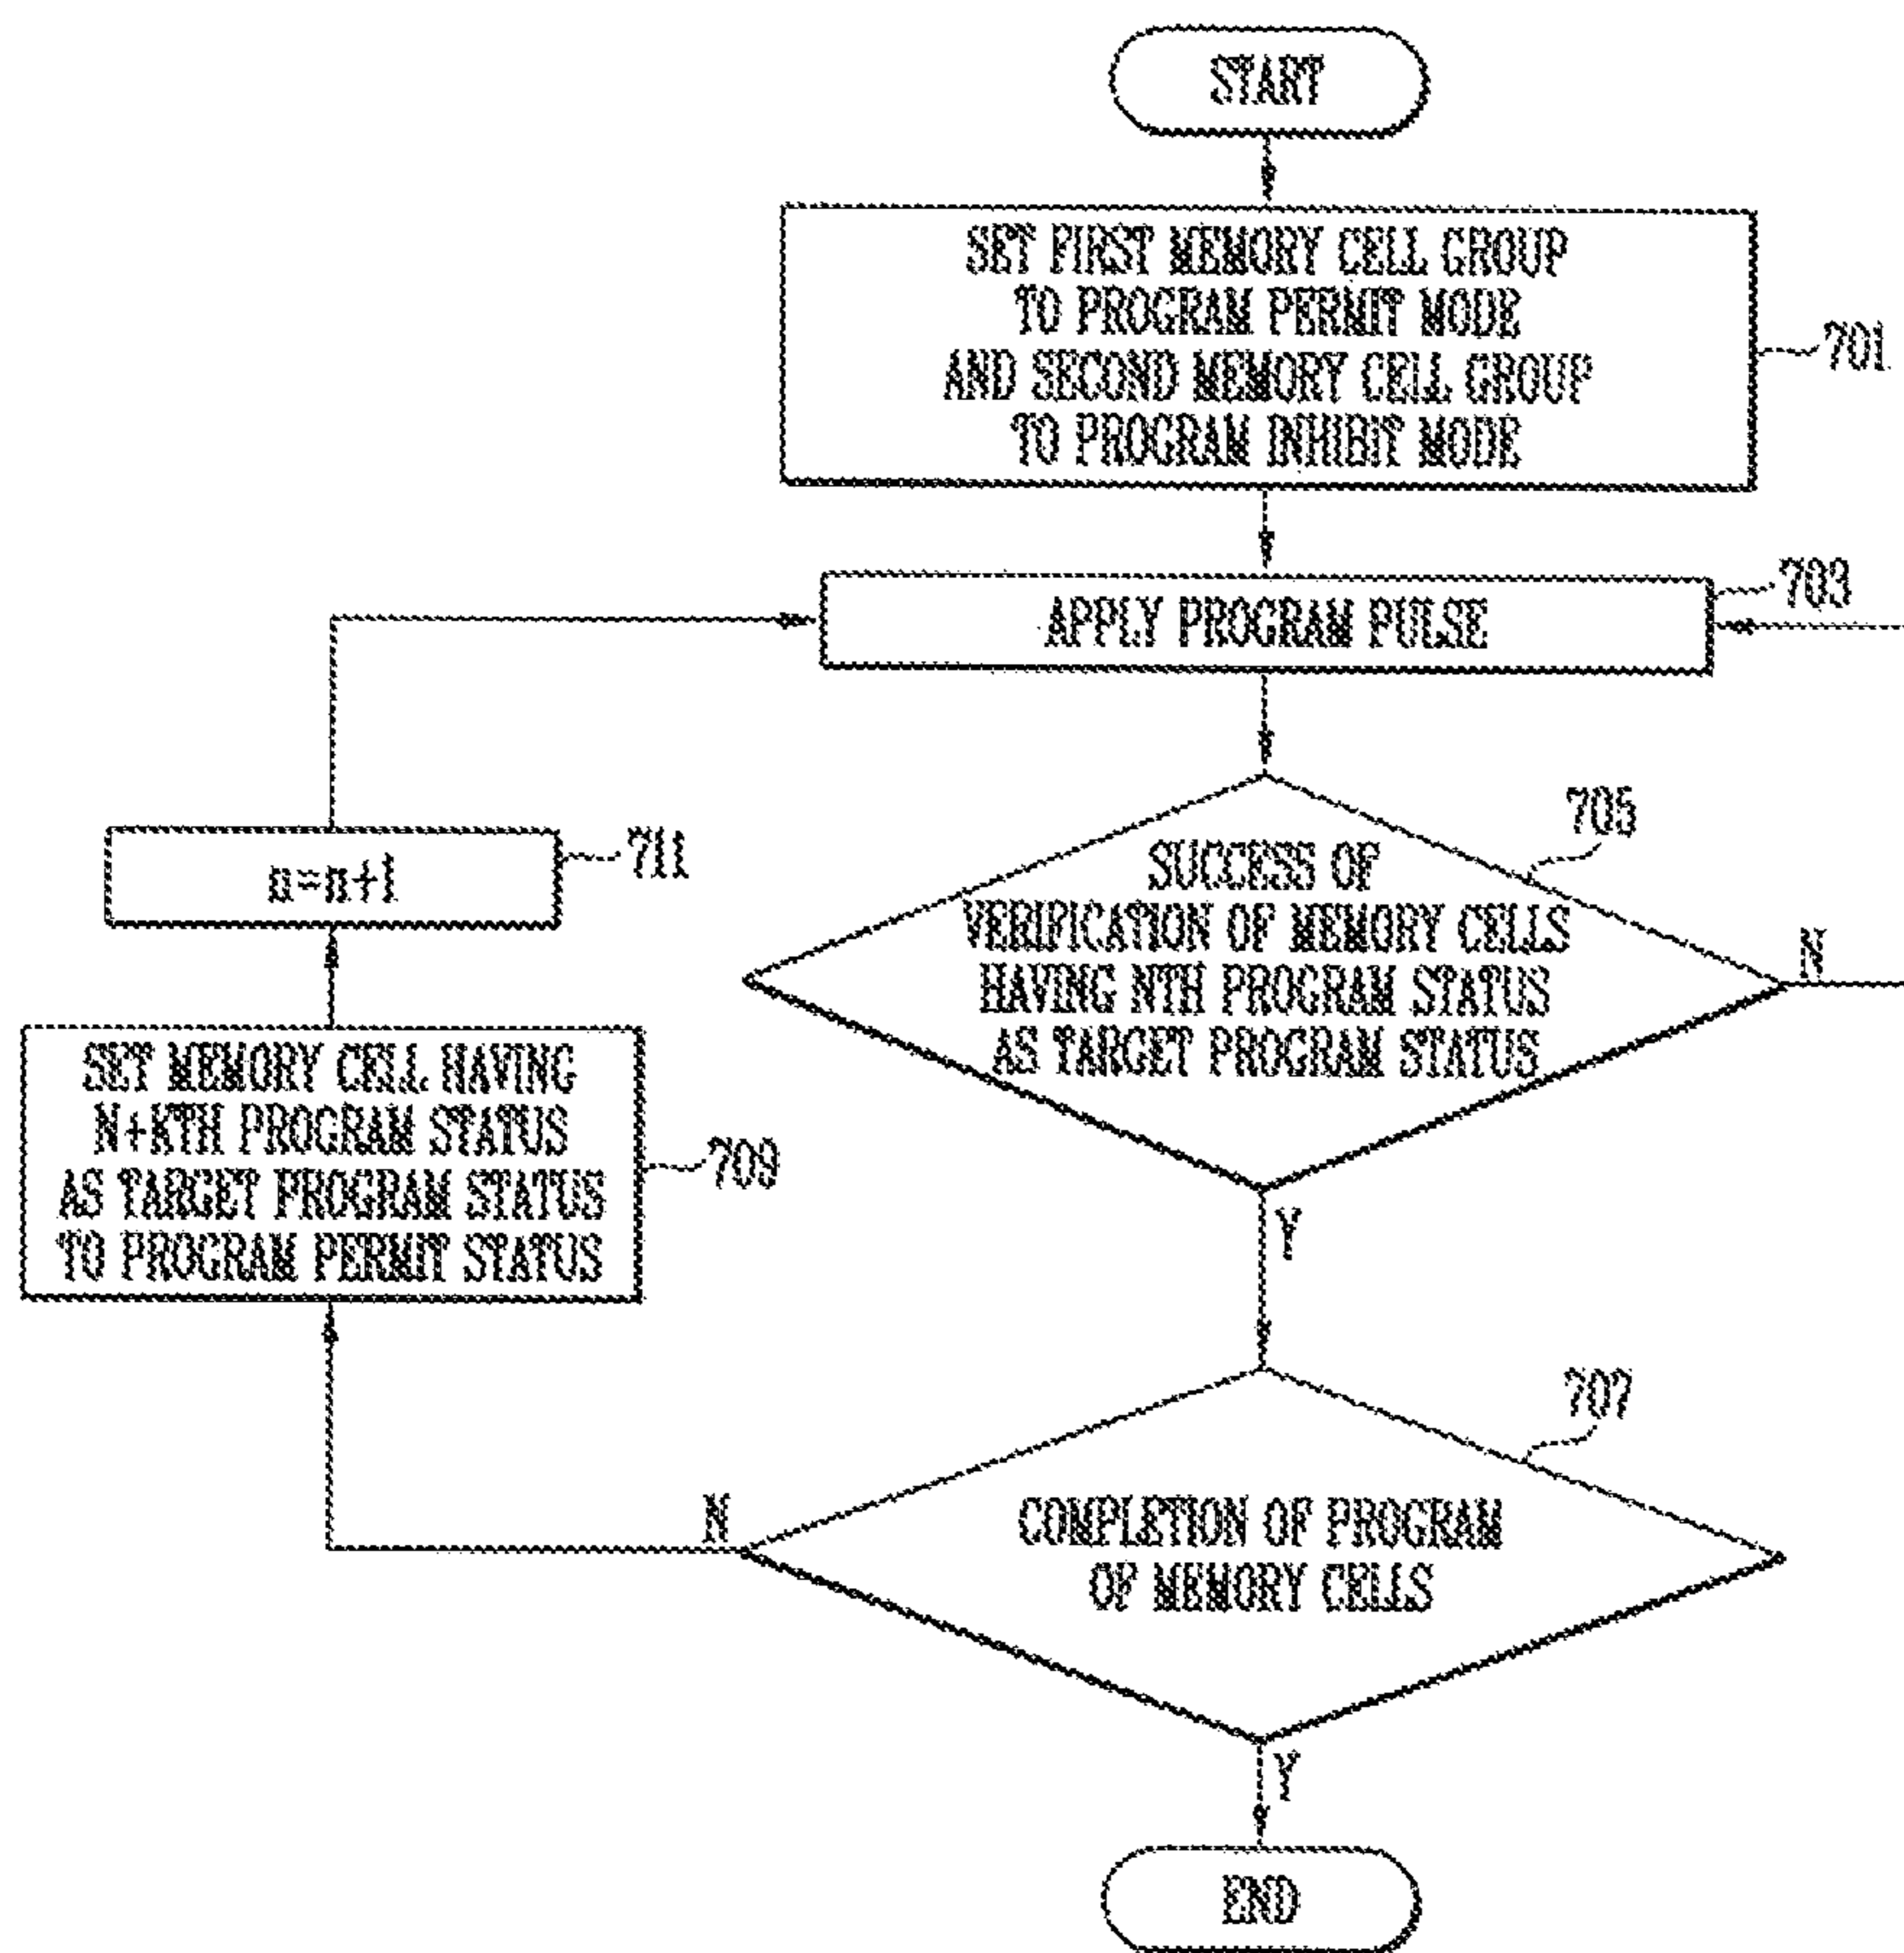 START
SET FIRST MEMORY CELL GROUP
TO PROGRAM PERMIT MODE
AND SECOND MEMORY CELL GROUP
TO PROGRAM INHIBIT MODE
701
APPLY PROGRAM PULSE
703
SUCCESS OF
VERIFICATION OF MEMORY CELLS
HAVING NTH PROGRAM STATUS
AS TARGET PROGRAM STATUS
705
N
Y
n=n+1
711
SET MEMORY CELL HAVING
N+KTH PROGRAM STATUS
AS TARGET PROGRAM STATUS
TO PROGRAM PERMIT STATUS
709
COMPLETION OF PROGRAM
OF MEMORY CELLS
707
N
Y
END